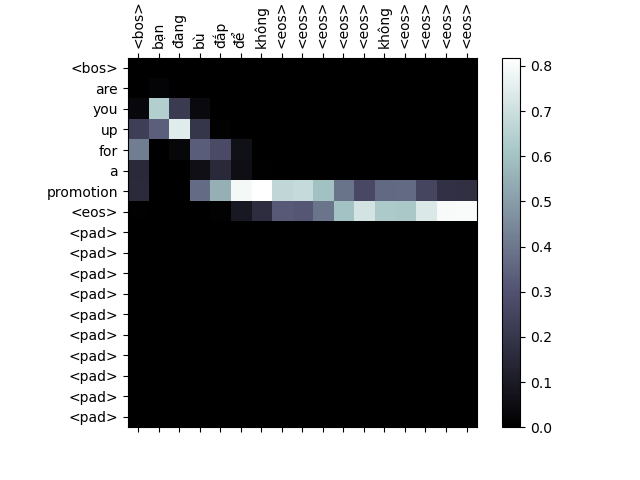 <bos> bạn đang bù đắp để không <eos> <eos> <eos> <eos> <eos> không <eos> <eos> <eos> <eos>
<bos>
are
you
up
for
a
promotion
<eos>
<pad>
<pad>
<pad>
<pad>
<pad>
<pad>
<pad>
<pad>
<pad>
<pad>
0.8
0.7
0.6
0.5
0.4
0.3
0.2
0.1
0.0